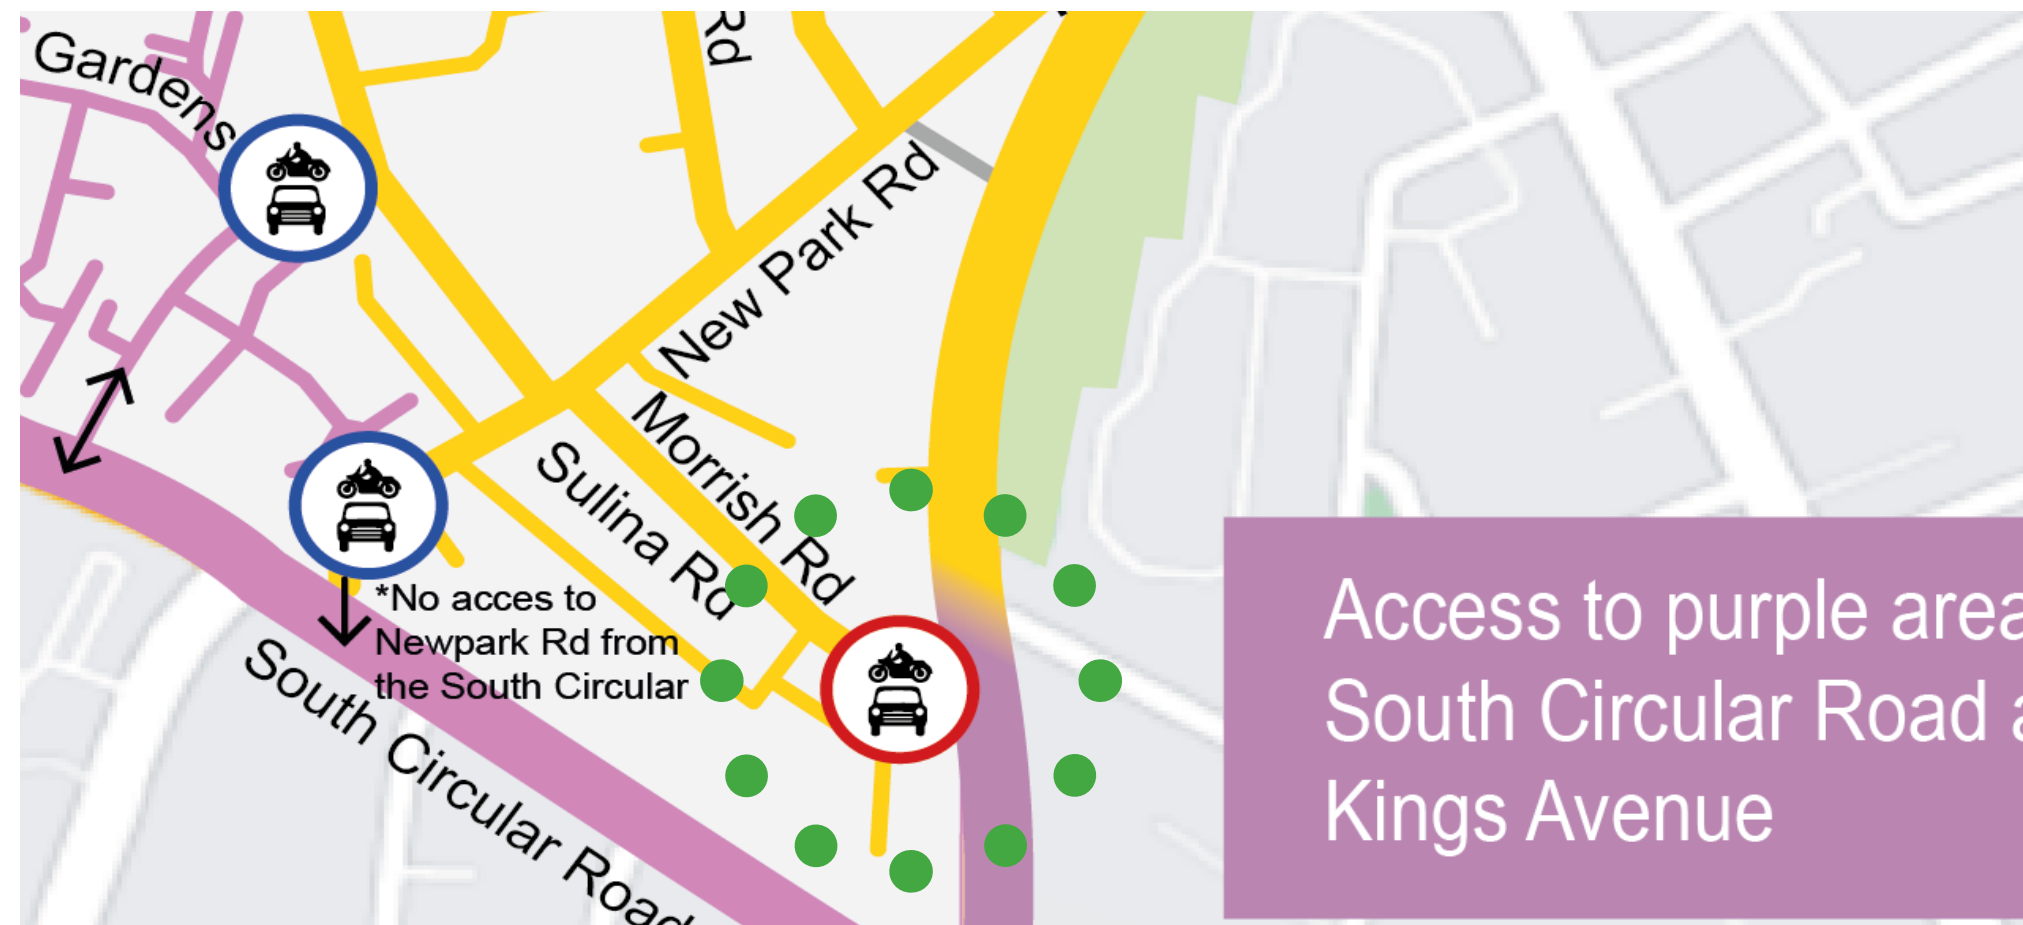 Gardens
Rd
New Park Rd
Morrish Rd
Sulina Rd
*No acces to
Newpark Rd from
the South Circular
South Circular Road
Access to purple area
South Circular Road a
Kings Avenue